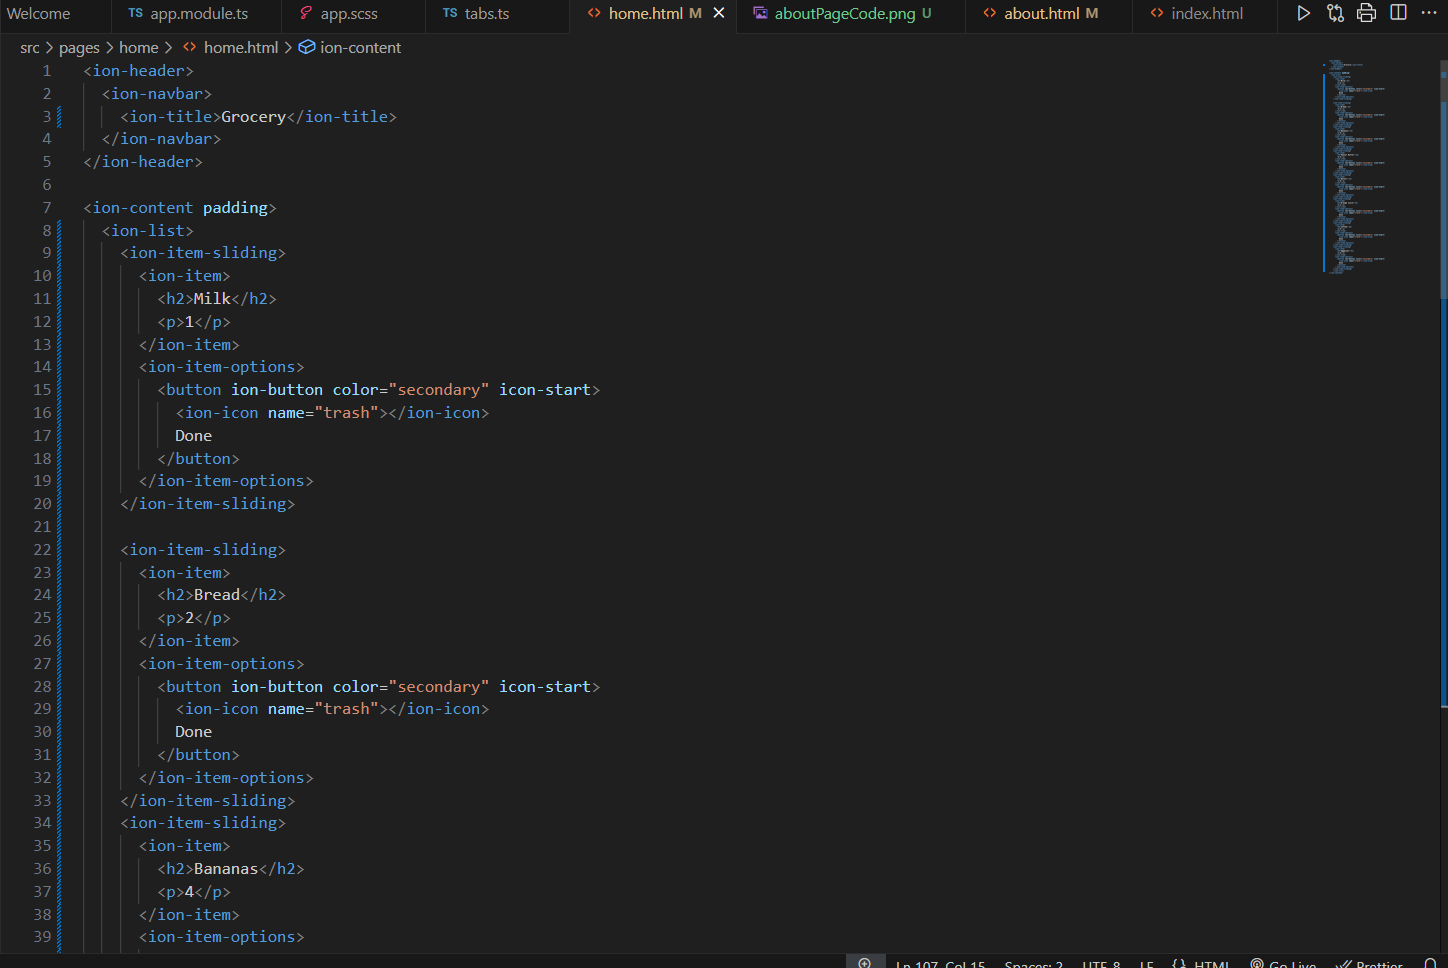 Welcome
TS app.module.ts
app.scss
TS tabs.ts
<> home.html M
aboutPageCode.png U
<> about.html M
<> index.html
src > pages > home > <> home.html > ion-content
1 <ion-header>
2 <ion-navbar>
3 <ion-title>Grocery</ion-title>
4 </ion-navbar>
5 </ion-header>
6
7 <ion-content padding>
8 <ion-list>
9 <ion-item-sliding>
10 <ion-item>
11 <h2>Milk</h2>
12 <p>1</p>
13 </ion-item>
14 <ion-item-options>
15 <button ion-button color="secondary" icon-start>
16 <ion-icon name="trash"></ion-icon>
17 Done
18 </button>
19 </ion-item-options>
20 </ion-item-sliding>
21
22 <ion-item-sliding>
23 <ion-item>
24 <h2>Bread</h2>
25 <p>2</p>
26 </ion-item>
27 <ion-item-options>
28 <button ion-button color="secondary" icon-start>
29 <ion-icon name="trash"></ion-icon>
30 Done
31 </button>
32 </ion-item-options>
33 </ion-item-sliding>
34 <ion-item-sliding>
35 <ion-item>
36 <h2>Bananas</h2>
37 <p>4</p>
38 </ion-item>
39 <ion-item-options>
Ln 107, Col 15 Spaces: 2 UTF-8 LF {} HTML Go Live Prettier